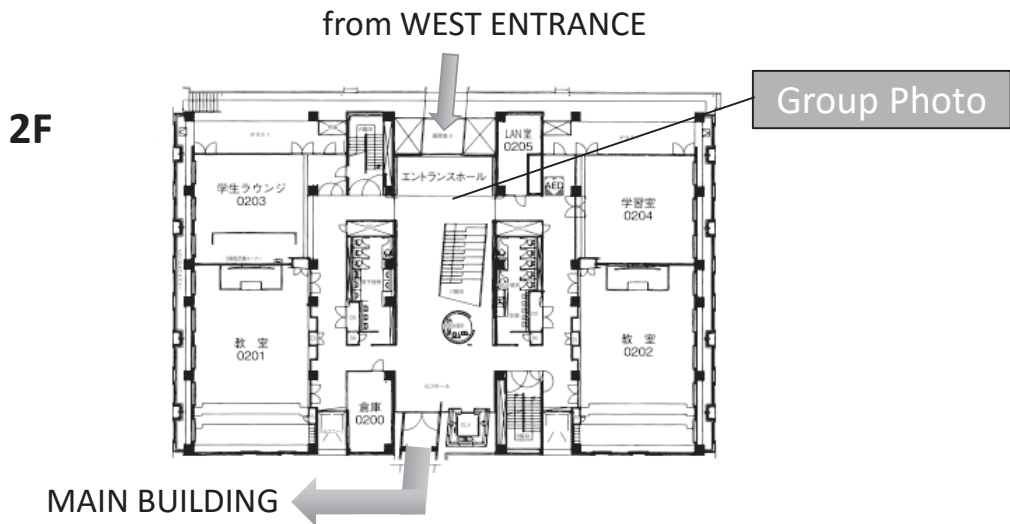 from WEST ENTRANCE
2F
Group Photo
LAN室
0205
エントランスホール
AED
学生ラウンジ
0203
学習室
0204
教 室
0201
教 室
0202
倉庫
0200
MAIN BUILDING